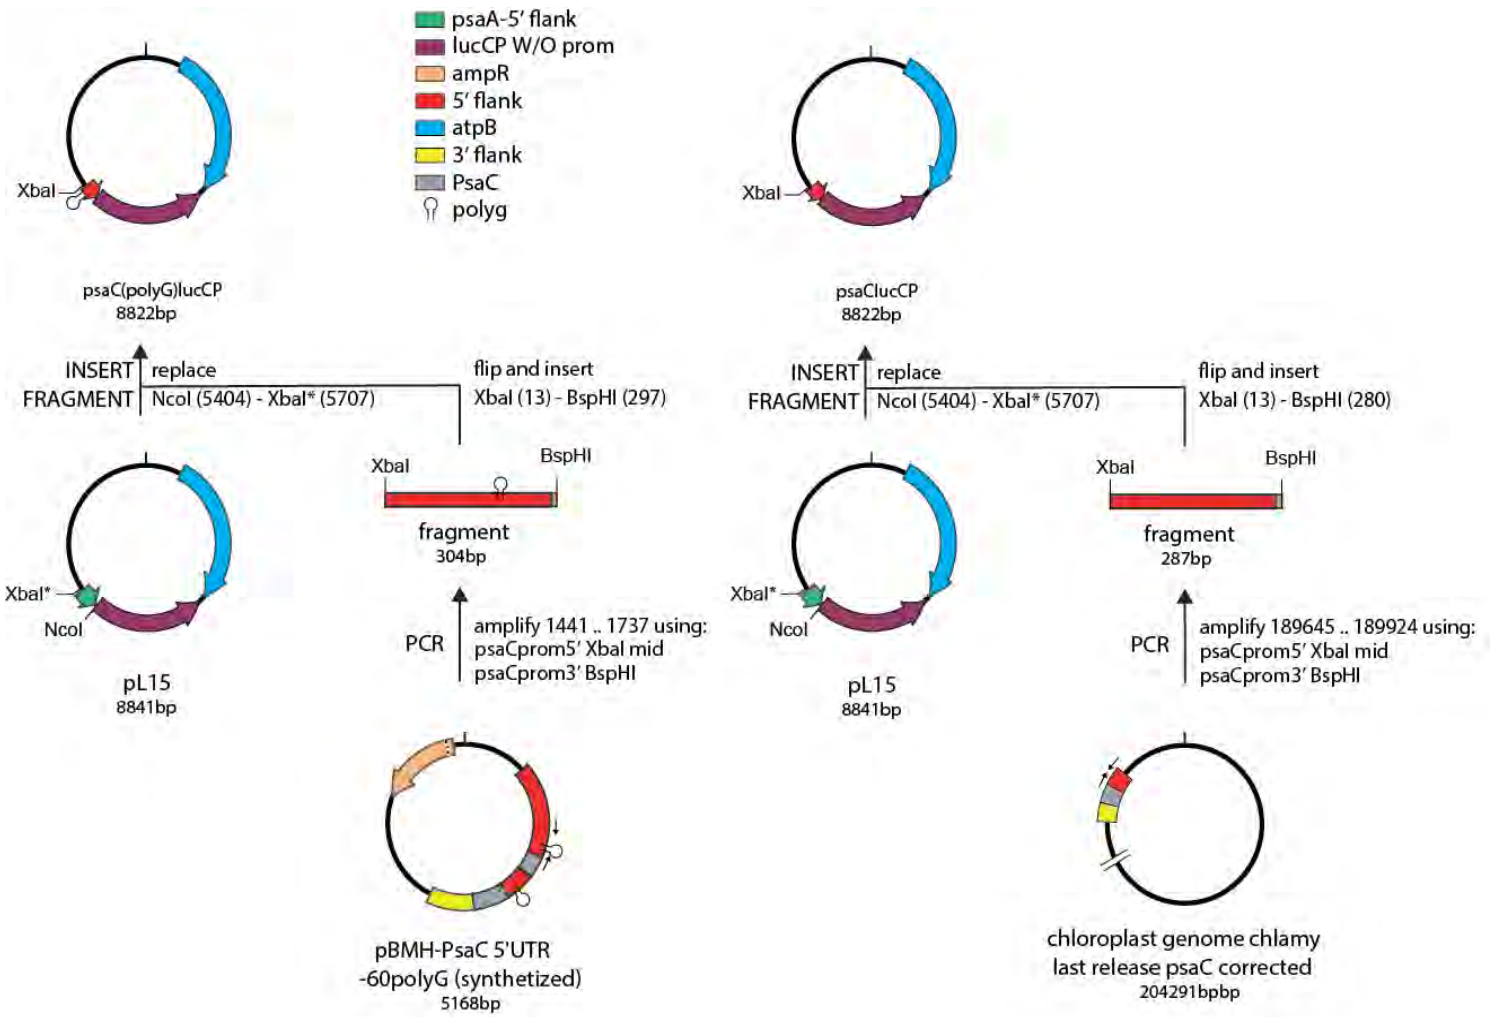 psaA-5' flank
lucCP W/O prom
ampR
5' flank
atpB
3' flank
PsaC
polyg
XbaI
psaC(polyG)lucCP
8822bp
INSERT
FRAGMENT
replace
NcoI (5404) - XbaI* (5707)
flip and insert
XbaI (13) - BspHI (297)
XbaI
BspHI
fragment
304bp
XbaI*
NcoI
pL15
8841bp
PCR
amplify 1441 .. 1737 using:
psaCprom5' XbaI mid
psaCprom3' BspHI
pBMH-PsaC 5'UTR
-60polyG (synthetized)
5168bp
XbaI
psaClucCP
8822bp
INSERT
FRAGMENT
replace
NcoI (5404) - XbaI* (5707)
flip and insert
XbaI (13) - BspHI (280)
XbaI
BspHI
fragment
287bp
XbaI*
NcoI
pL15
8841bp
PCR
amplify 189645 .. 189924 using:
psaCprom5' XbaI mid
psaCprom3' BspHI
chloroplast genome chlamy
last release psaC corrected
204291bpbp